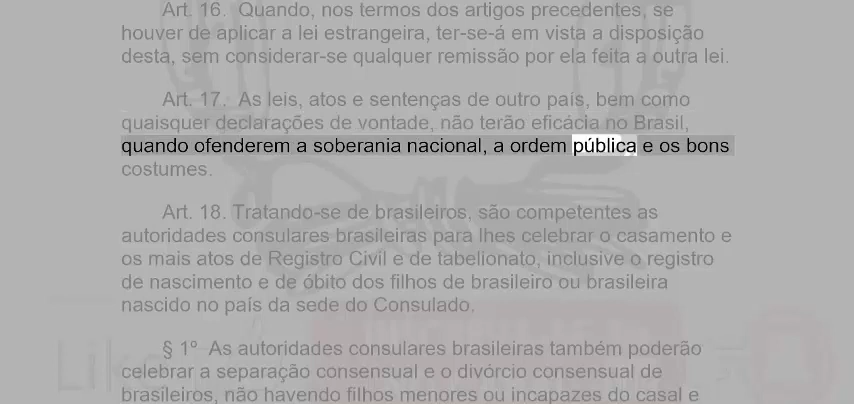 Art. 16. Quando, nos termos dos artigos precedentes, se
houver de aplicar a lei estrangeira, ter-se-á em vista a disposição
desta, sem considerar-se qualquer remissão por ela feita a outra lei.
Art. 17. As leis, atos e sentenças de outro país, bem como
quaisquer declarações de vontade, não terão eficácia no Brasil,
quando ofenderem a soberania nacional, a ordem pública e os bons
costumes.
Art. 18. Tratando-se de brasileiros, são competentes as
autoridades consulares brasileiras para lhes celebrar o casamento e
os mais atos de Registro Civil e de tabelionato, inclusive o registro
de nascimento e de óbito dos filhos de brasileiro ou brasileira
nascido no país da sede do Consulado.
§ 1º As autoridades consulares brasileiras também poderão
celebrar a separação consensual e o divórcio consensual de
brasileiros, não havendo filhos menores ou incapazes do casal e
Like